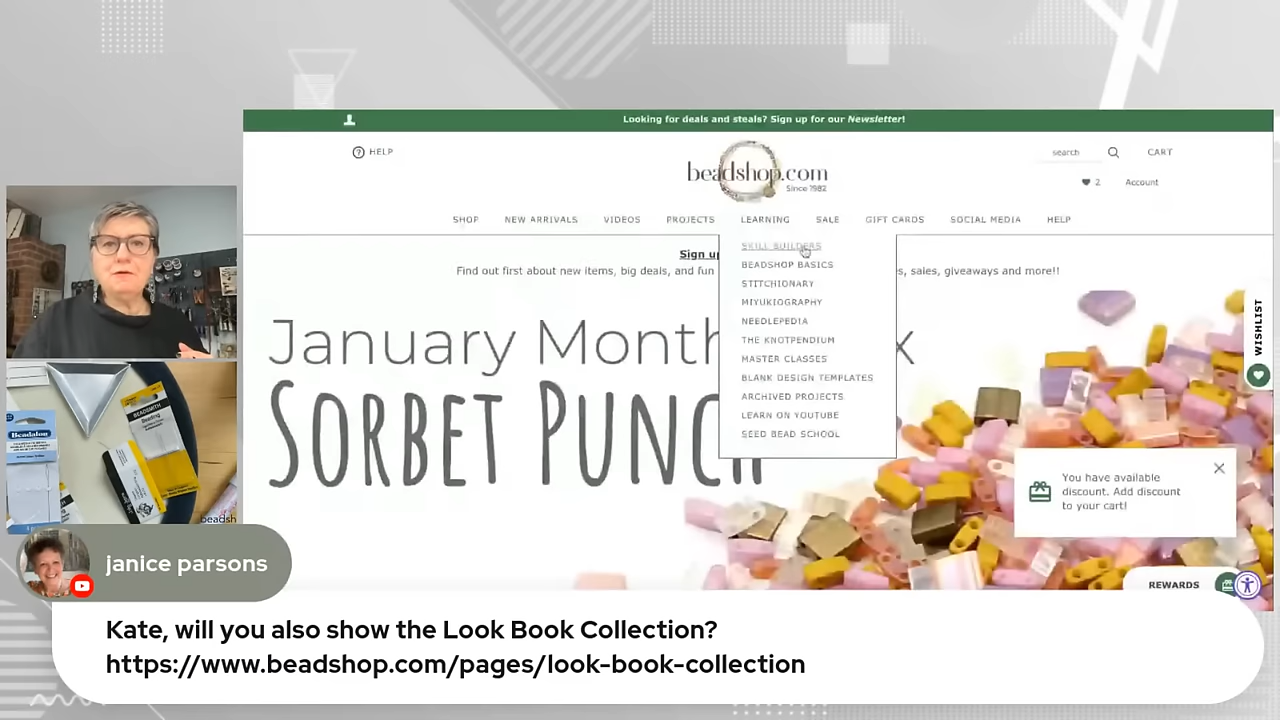 Looking for deals and steals? Sign up for our Newsletter!
HELP
beadshop.com
Since 1982
search
CART
2
Account
SHOP
NEW ARRIVALS
VIDEOS
PROJECTS
LEARNING
SALE
GIFT CARDS
SOCIAL MEDIA
HELP
SKILL BUILDERS
BEADSHOP BASICS
STITCHIONARY
MIYUKIOGRAPHY
NEEDLEPEDIA
THE KNOTPENDIUM
MASTER CLASSES
BLANK DESIGN TEMPLATES
ARCHIVED PROJECTS
LEARN ON YOUTUBE
SEED BEAD SCHOOL
Sign up
Find out first about new items, big deals, and fun
s, sales, giveaways and more!!
January Month x
SORBET PUNCH
WISHLIST
You have available
discount. Add discount
to your cart!
REWARDS
Beadalon
BEADSMITH
beadsh
janice parsons
Kate, will you also show the Look Book Collection?
https://www.beadshop.com/pages/look-book-collection